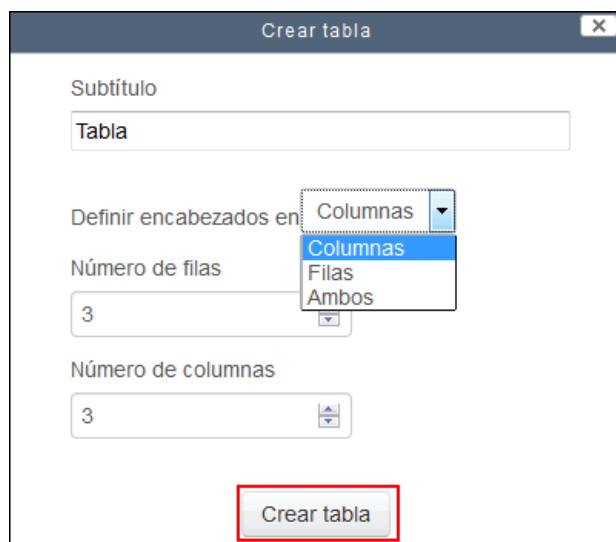 Crear tabla
Subtítulo
Tabla
Definir encabezados en Columnas
Columnas
Filas
Ambos
Número de filas
3
Número de columnas
3
Crear tabla